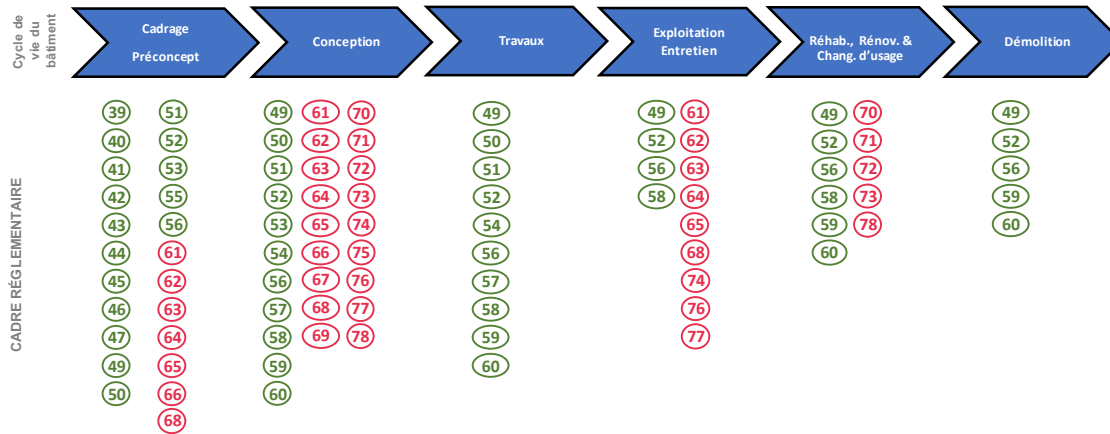 Cycle de
vie du
bâtiment
Cadrage
Préconcept
Conception
Travaux
Exploitation
Entretien
Réhab., Rénov. &
Chang. d'usage
Démolition
CADRE RÉGLEMENTAIRE
39 51 49 61 70 49 49 61 49 70 49
40 52 50 62 71 50 52 62 52 71 52
41 53 51 63 72 51 56 63 56 72 56
42 55 52 64 73 52 58 64 58 73 59
43 56 53 65 74 54 65 59 78 60
44 61 54 66 75 56 68 60
45 62 56 67 76 57 74
46 63 57 68 77 58 76
47 64 58 69 78 59 77
49 65 59 60
50 66 60
68